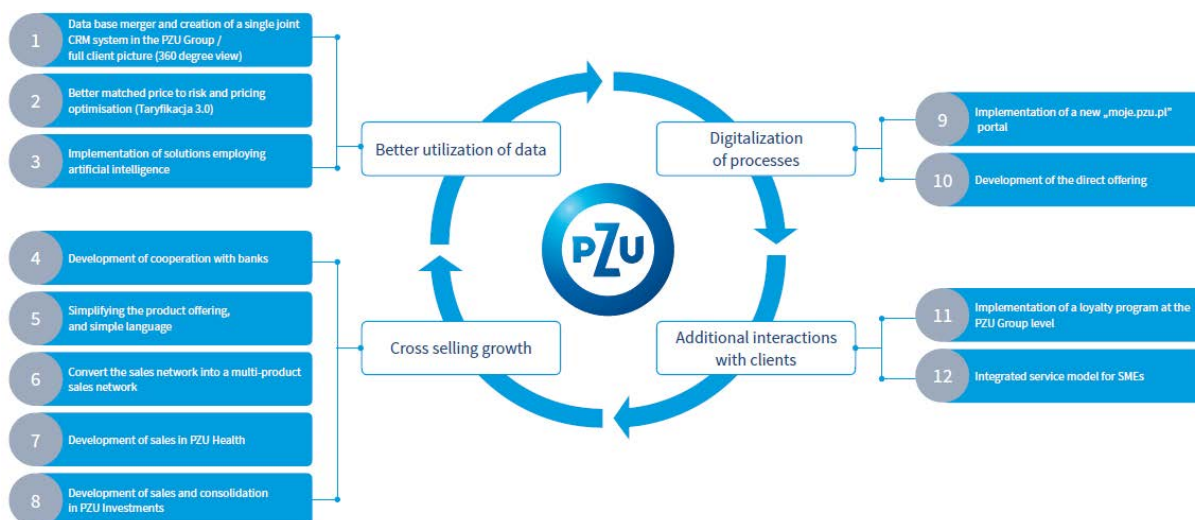 1
Data base merger and creation of a single joint
CRM system in the PZU Group /
full client picture (360 degree view)
2
Better matched price to risk and pricing
optimisation (Taryfikacja 3.0)
3
Implementation of solutions employing
artificial intelligence
Better utilization of data
4
Development of cooperation with banks
5
Simplifying the product offering,
and simple language
6
Convert the sales network into a multi-product
sales network
7
Development of sales in PZU Health
8
Development of sales and consolidation
in PZU Investments
Cross selling growth
PZU
Digitalization
of processes
9
Implementation of a new „moje.pzu.pl”
portal
10
Development of the direct offering
Additional interactions
with clients
11
Implementation of a loyalty program at the
PZU Group level
12
Integrated service model for SMEs